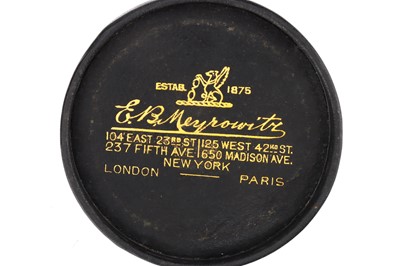 ESTAB. 1875
E.B. Meyrowitz
104 EAST 23RD ST 125 WEST 42ND ST.
237 FIFTH AVE 650 MADISON AVE.
NEW YORK
LONDON PARIS